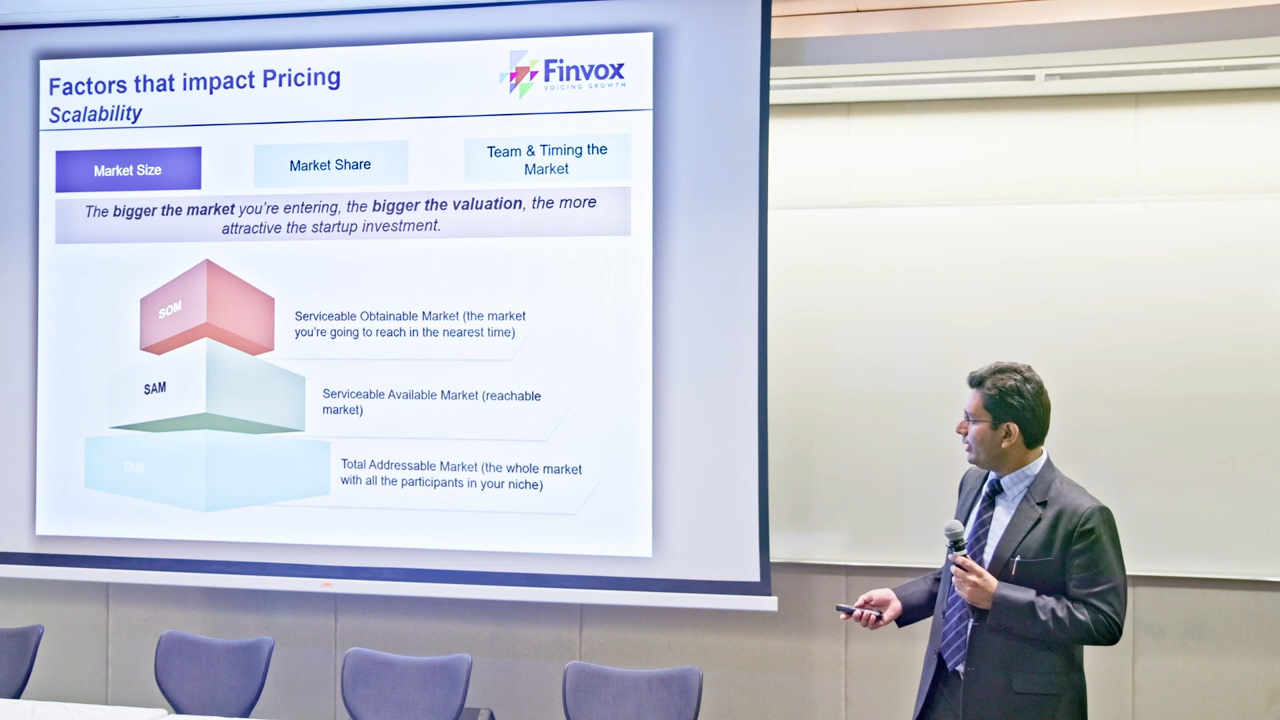 Factors that impact Pricing
Scalability
Finvox
VOICING GROWTH
Market Size
Market Share
Team & Timing the
Market
The bigger the market you're entering, the bigger the valuation, the more
attractive the startup investment.
SOM
Serviceable Obtainable Market (the market
you're going to reach in the nearest time)
SAM
Serviceable Available Market (reachable
market)
TAM
Total Addressable Market (the whole market
with all the participants in your niche)